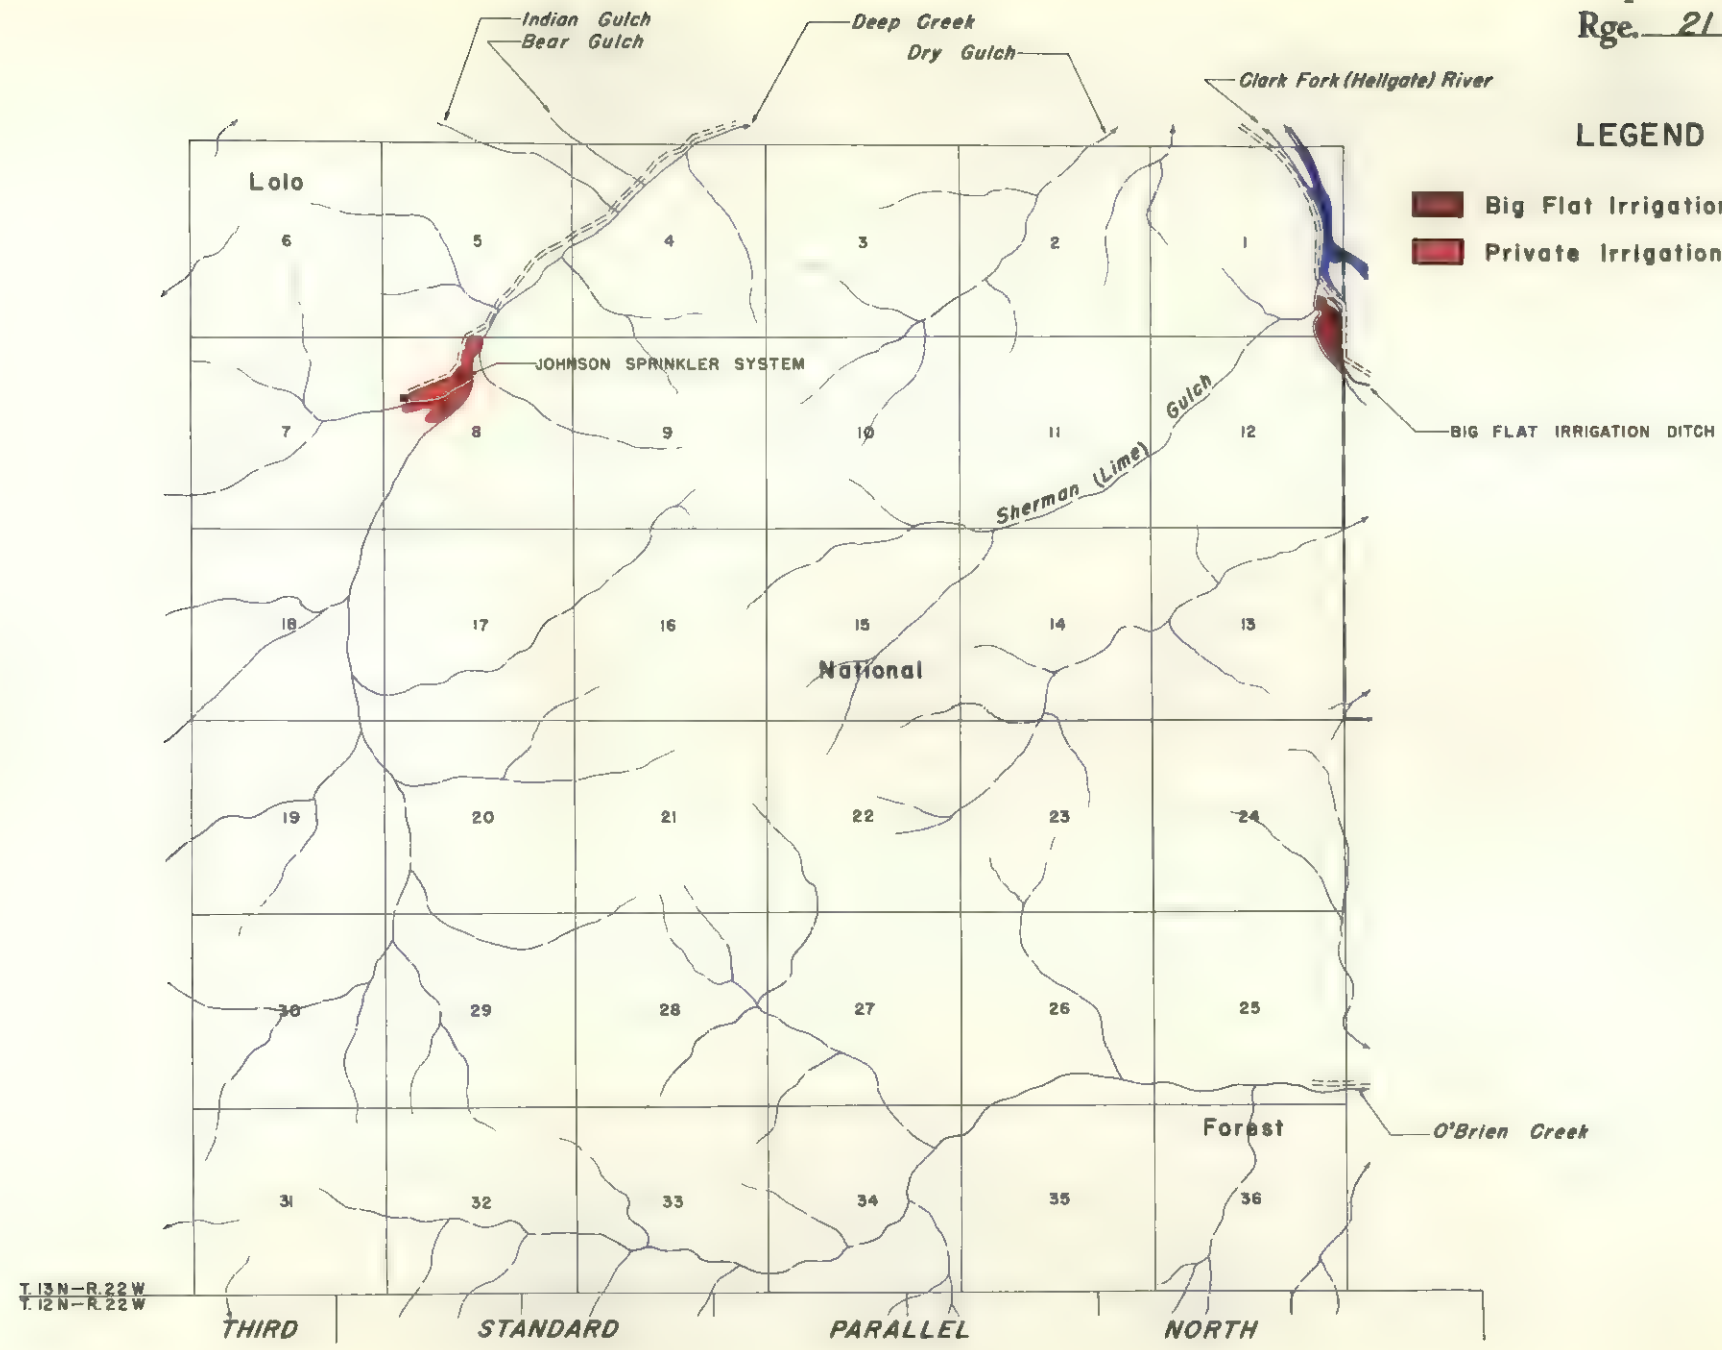 Indian Gulch
Bear Gulch
Deep Creek
Dry Gulch
Rge. 21
Clark Fork (Hellgate) River
LEGEND
Big Flat Irrigation
Private Irrigation
Lolo
6 5 4 3 2 1
JOHNSON SPRINKLER SYSTEM
7 8 9 10 11 12
BIG FLAT IRRIGATION DITCH
Sherman (Lime) Gulch
18 17 16 15 14 13
National
19 20 21 22 23 24
30 29 28 27 26 25
Forest
O'Brien Creek
31 32 33 34 35 36
T. 13 N–R. 22 W
T. 12 N–R. 22 W
THIRD STANDARD PARALLEL NORTH